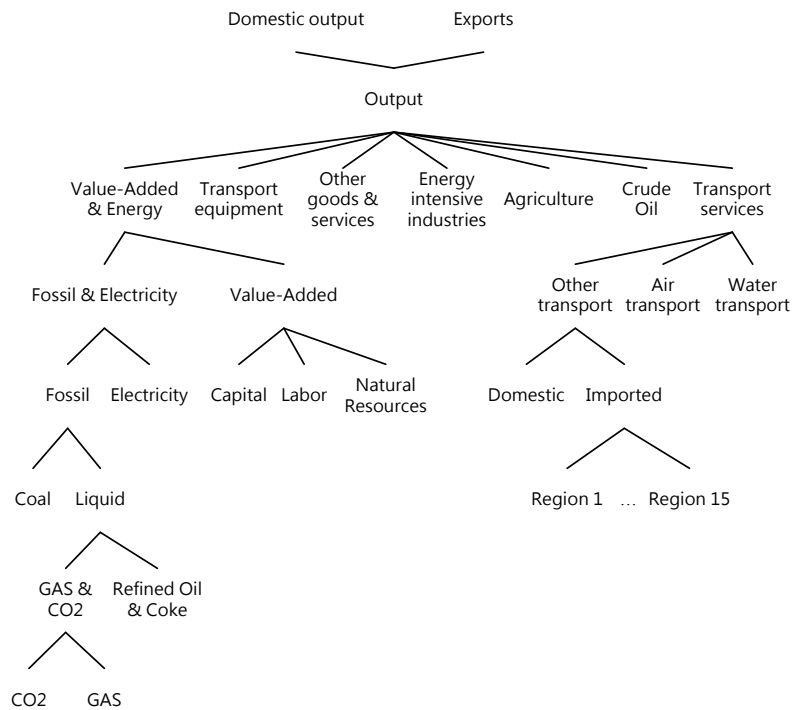 Domestic output
Exports
Output
Value-Added
& Energy
Transport
equipment
Other
goods &
services
Energy
intensive
industries
Agriculture
Crude
Oil
Transport
services
Fossil & Electricity
Value-Added
Other
transport
Air
transport
Water
transport
Fossil
Electricity
Capital
Labor
Natural
Resources
Domestic
Imported
Coal
Liquid
Region 1
...
Region 15
GAS &
CO2
Refined Oil
& Coke
CO2
GAS